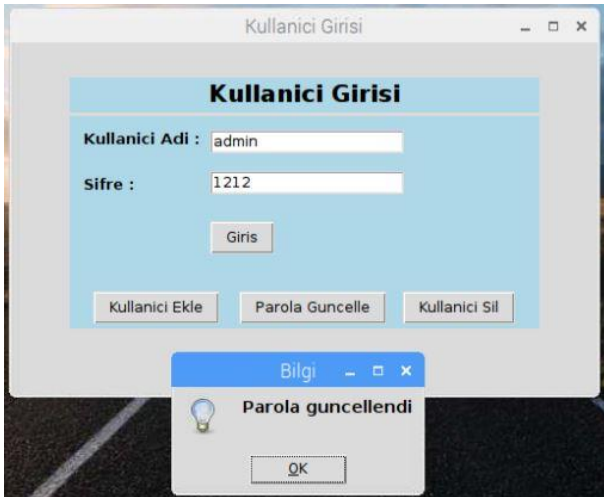 Kullanici Girisi
Kullanici Girisi
Kullanici Adi : admin
Sifre : 1212
Giris
Kullanici Ekle Parola Guncelle Kullanici Sil
Bilgi
Parola guncellendi
OK